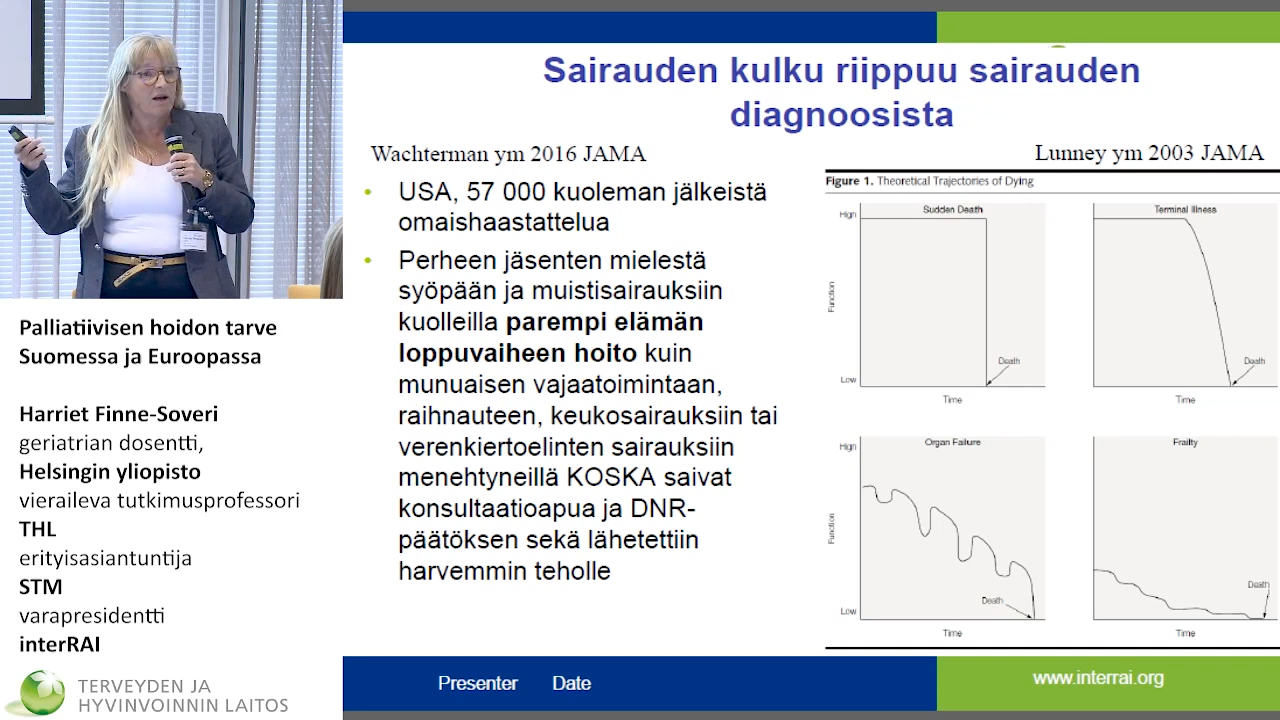 Palliatiivisen hoidon tarve
Suomessa ja Euroopassa
Harriet Finne-Soveri
geriatrian dosentti,
Helsingin yliopisto
vieraileva tutkimusprofessori
THL
erityisasiantuntija
STM
varapresidentti
interRAI
TERVEYDEN JA
HYVINVOINNIN LAITOS
Sairauden kulku riippuu sairauden
diagnoosista
Wachterman ym 2016 JAMA
• USA, 57 000 kuoleman jälkeistä
omaishaastattelua
• Perheen jäsenten mielestä
syöpään ja muistisairauksiin
kuolleilla parempi elämän
loppuvaiheen hoito kuin
munuaisen vajaatoimintaan,
raihnauteen, keukosairauksiin tai
verenkiertoelinten sairauksiin
menehtyneillä KOSKA saivat
konsultaatioapua ja DNR-
päätöksen sekä lähetettiin
harvemmin teholle
Lunney ym 2003 JAMA
Figure 1. Theoretical Trajectories of Dying
Sudden Death
High
Function
Low
Death
Time
Terminal Illness
Function
Death
Time
Organ Failure
High
Function
Low
Death
Time
Frailty
Function
Death
Time
Presenter Date
www.interrai.org